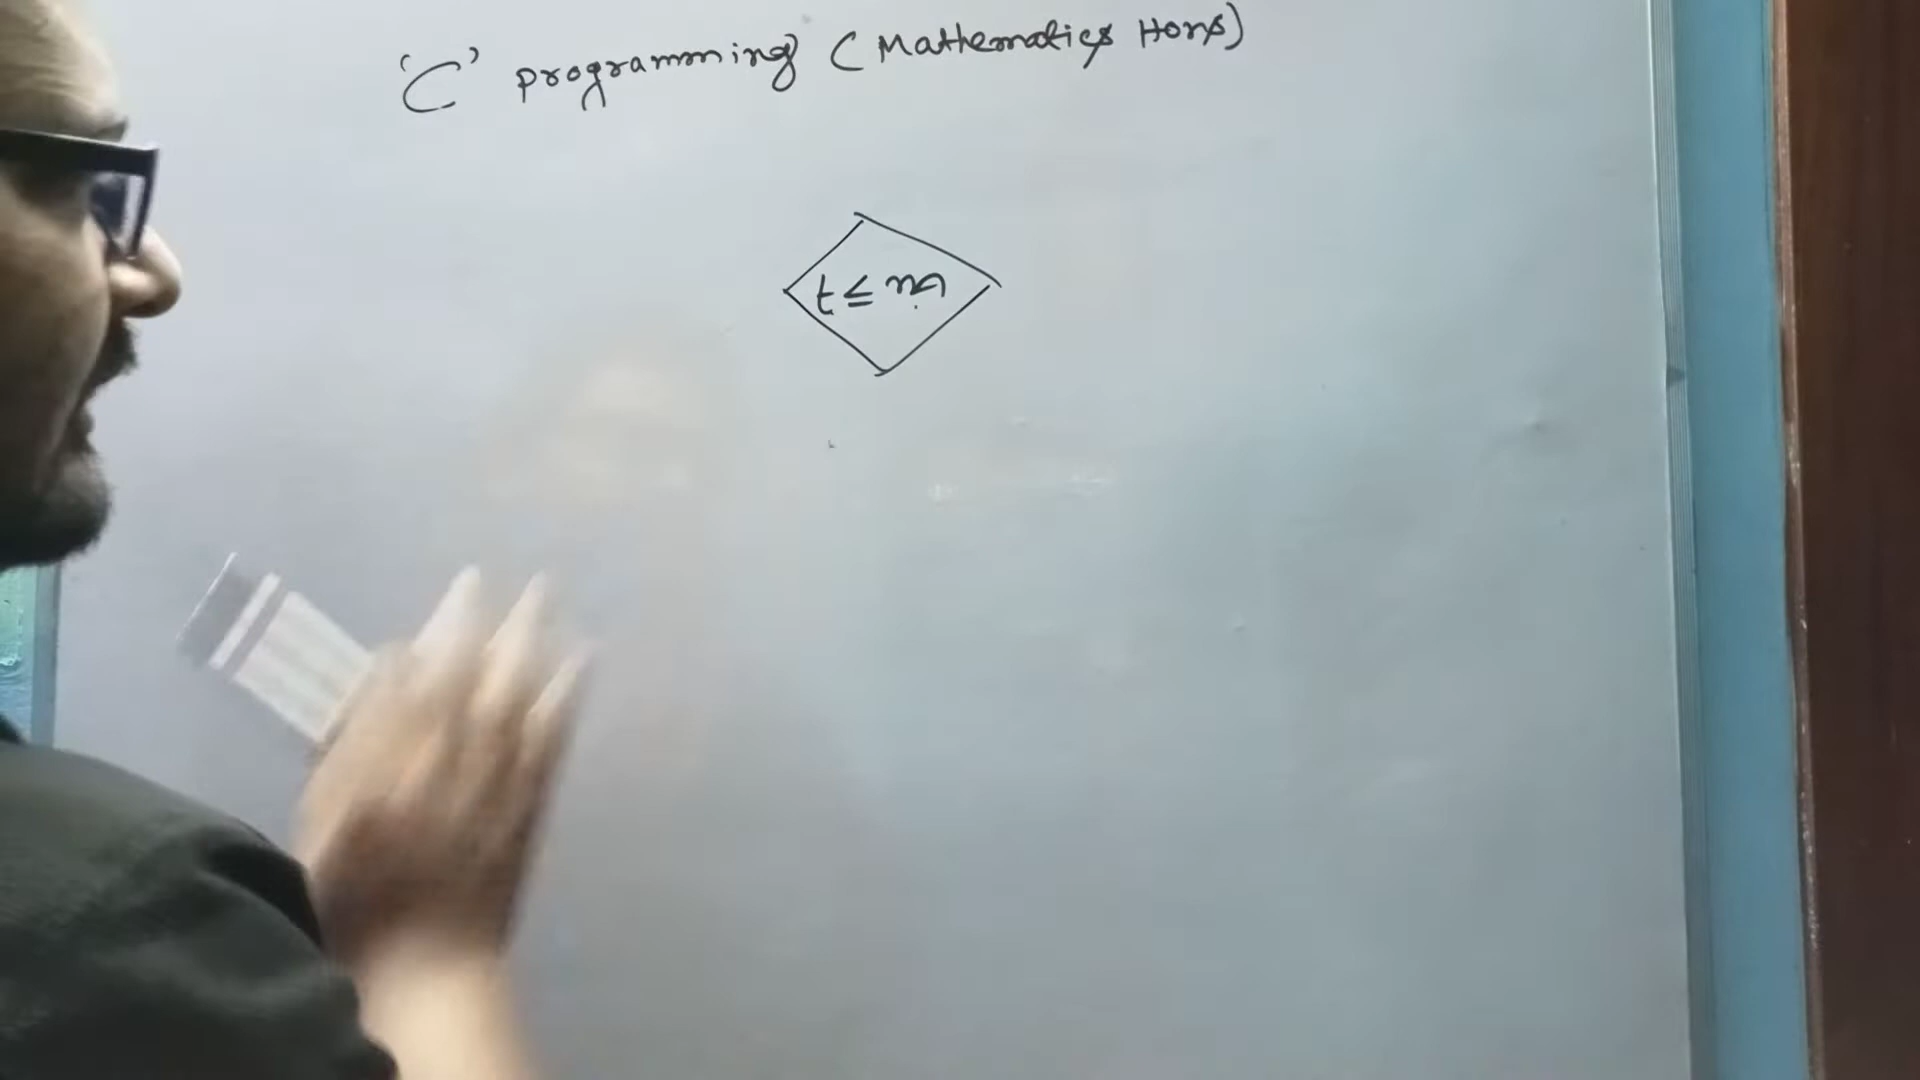 'C' programming (Mathematics Hons)
t ≤